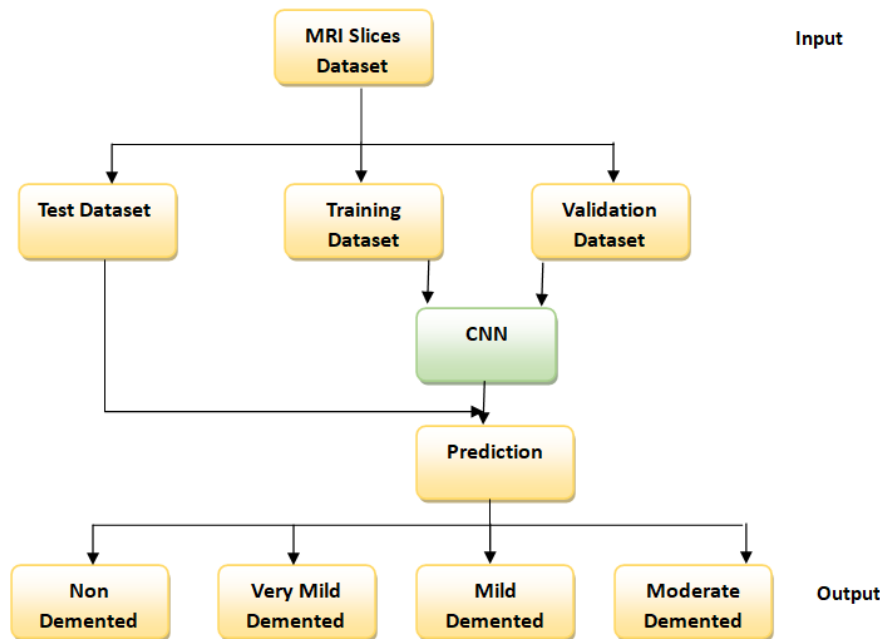 MRI Slices
Dataset
Input
Test Dataset
Training
Dataset
Validation
Dataset
CNN
Prediction
Non
Demented
Very Mild
Demented
Mild
Demented
Moderate
Demented
Output